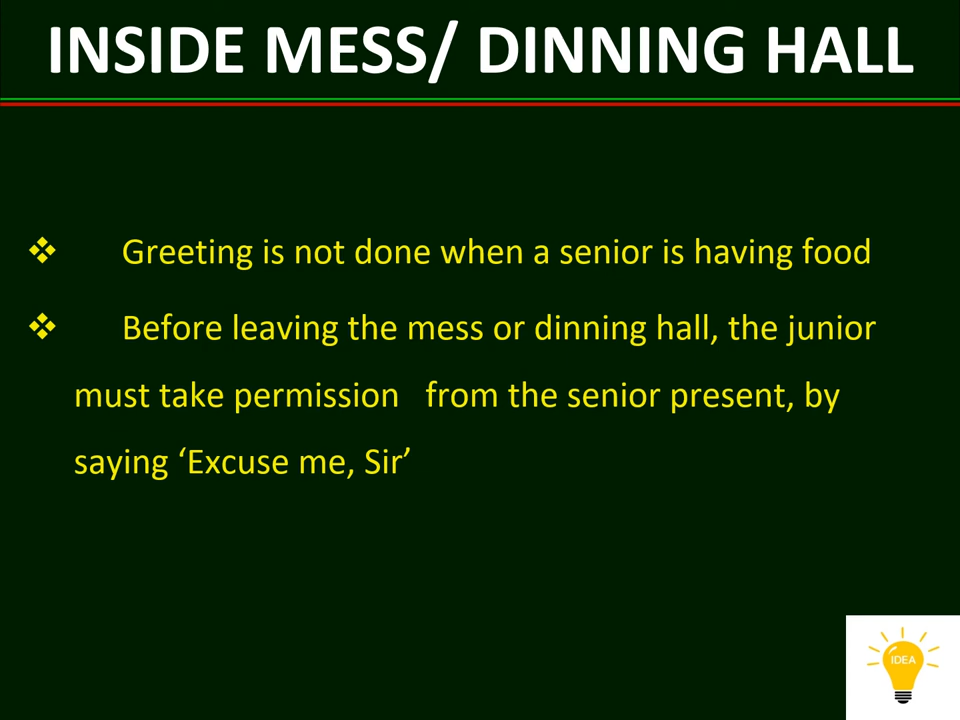 INSIDE MESS/ DINNING HALL
❖ Greeting is not done when a senior is having food
❖ Before leaving the mess or dinning hall, the junior
must take permission from the senior present, by
saying ‘Excuse me, Sir’
IDEA